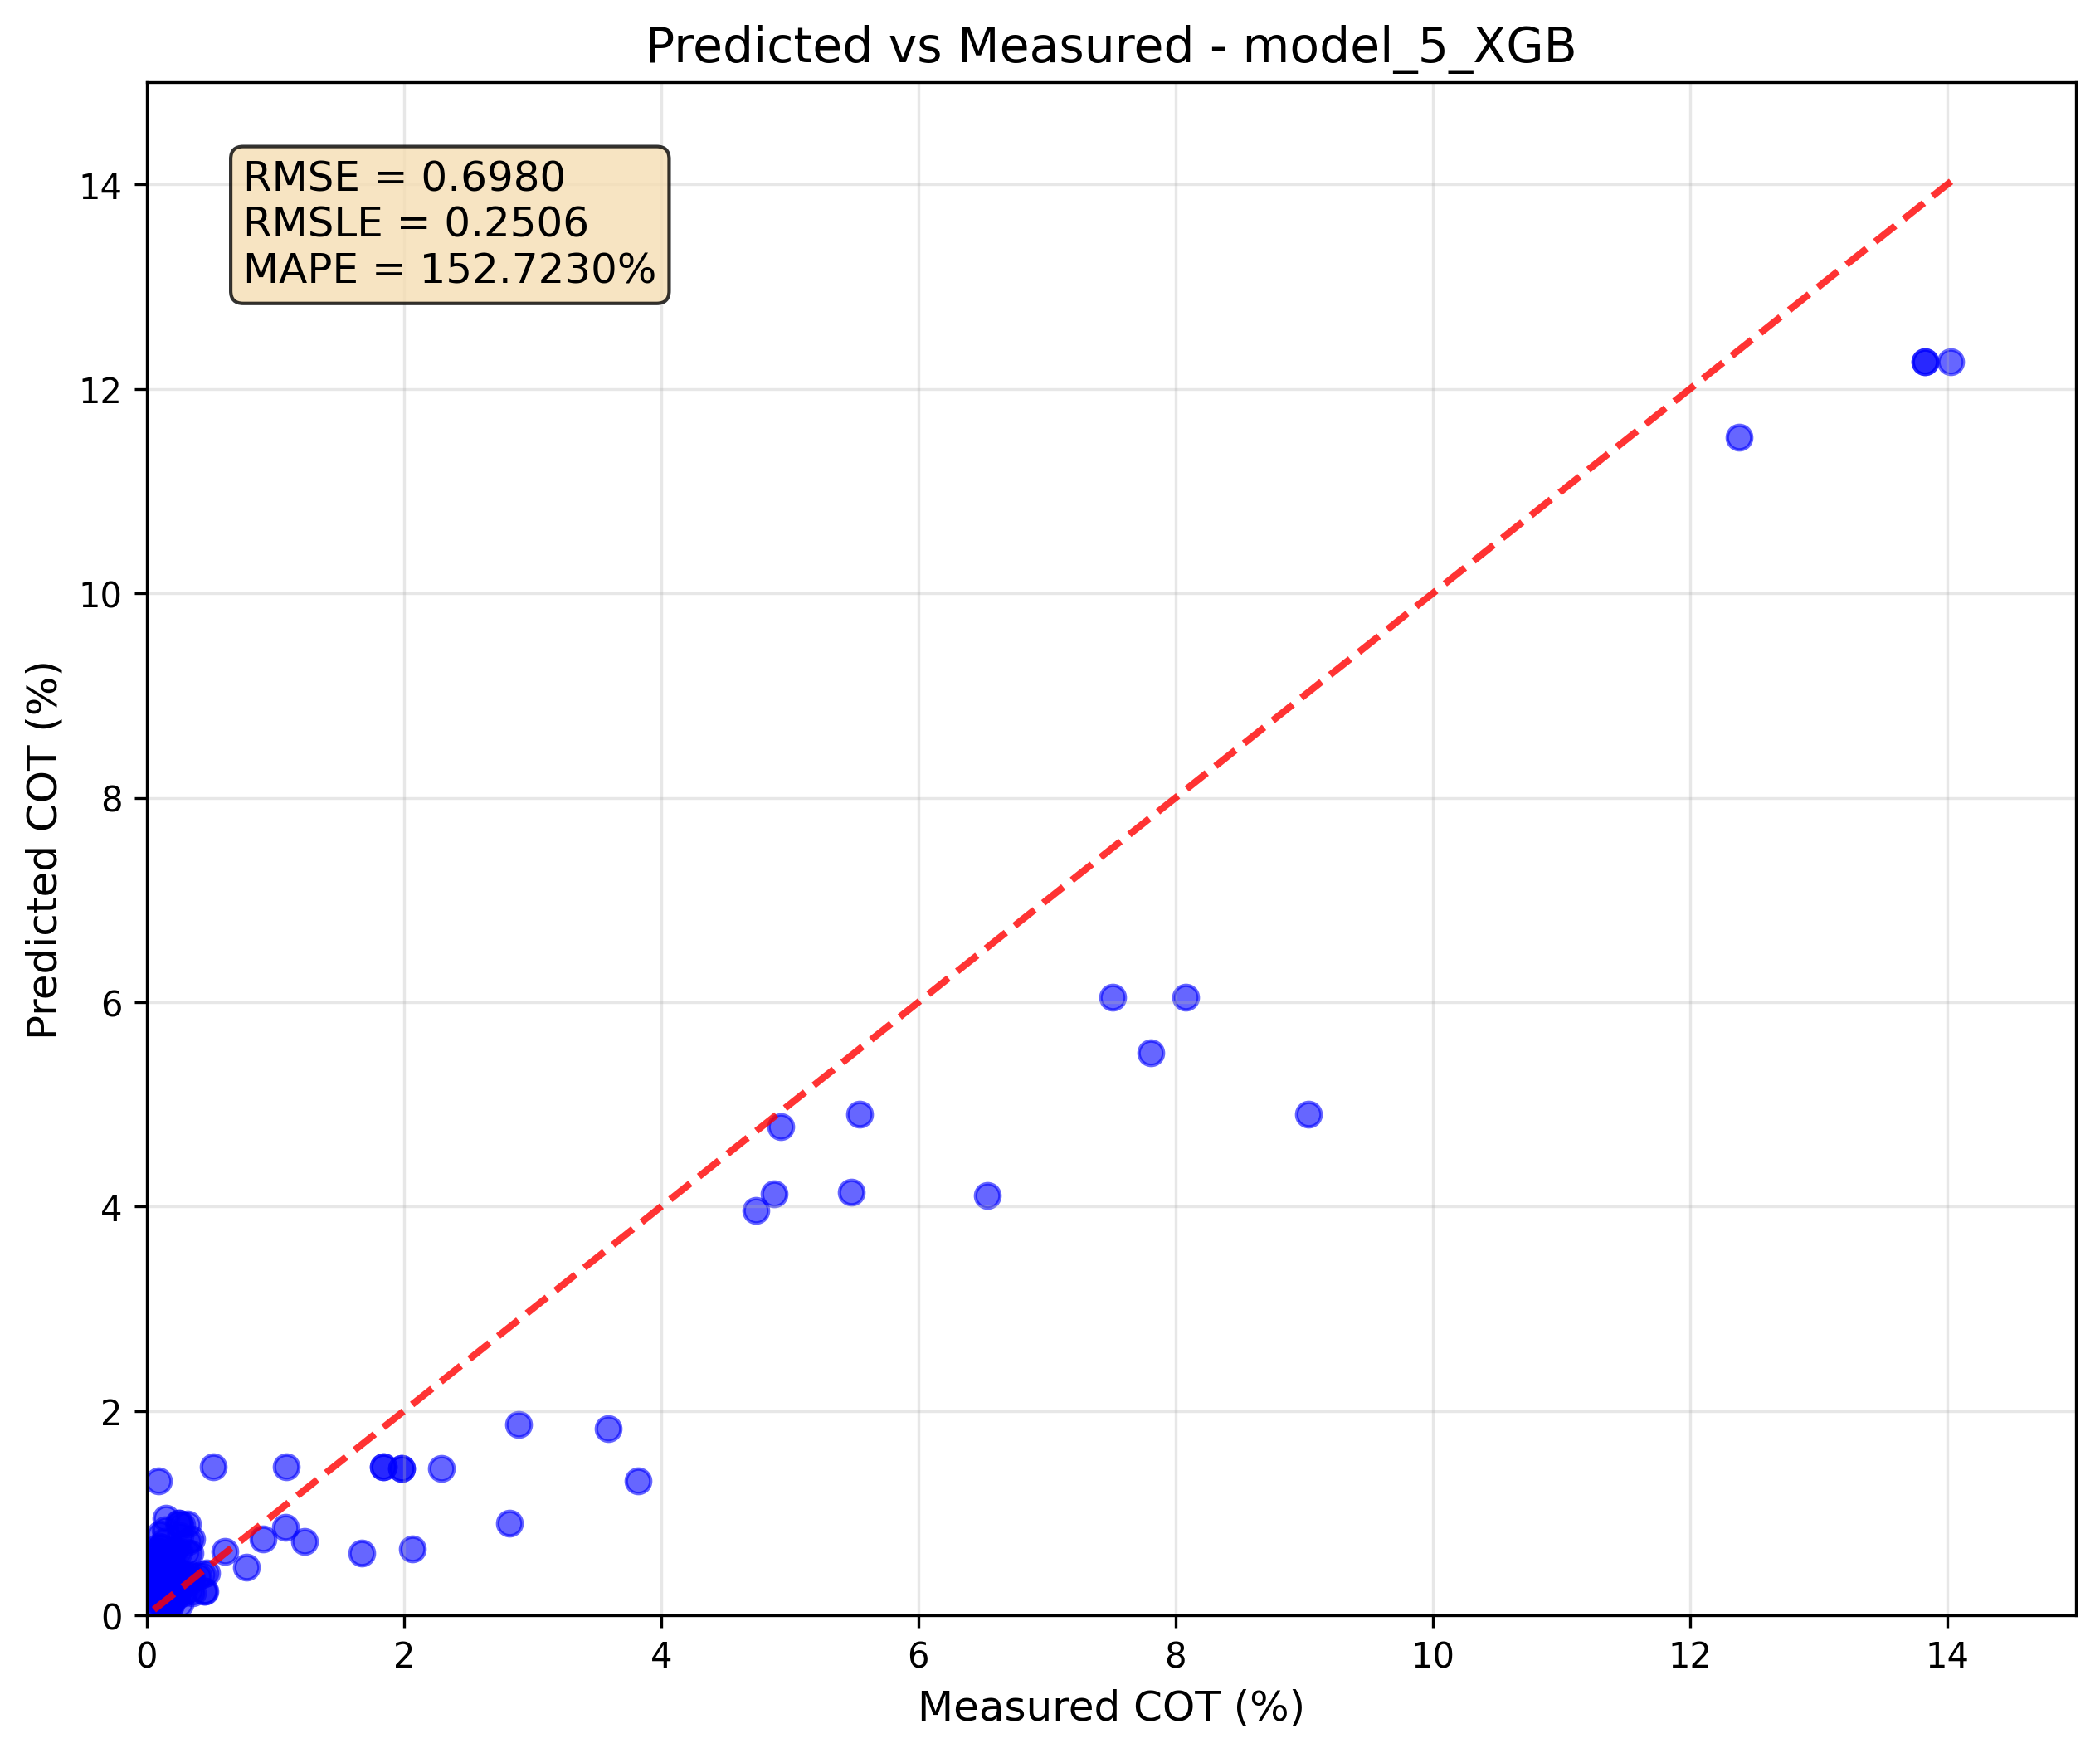 Predicted vs Measured - model_5_XGB
RMSE = 0.6980
RMSLE = 0.2506
MAPE = 152.7230%
Predicted COT (%)
14
12
10
8
6
4
2
0
0 2 4 6 8 10 12 14
Measured COT (%)